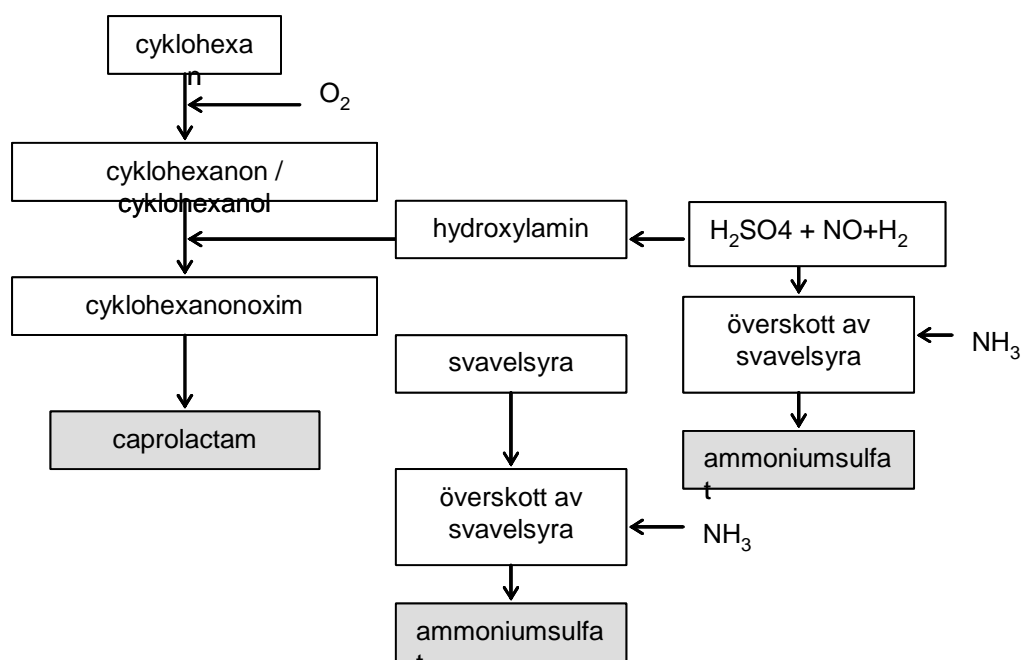 cyklohexa
n
O2
cyklohexanon /
cyklohexanol
hydroxylamin
H2SO4 + NO+H2
cyklohexanonoxim
överskott av
svavelsyra
NH3
svavelsyra
caprolactam
ammoniumsulfa
t
överskott av
svavelsyra
NH3
ammoniumsulfa
t